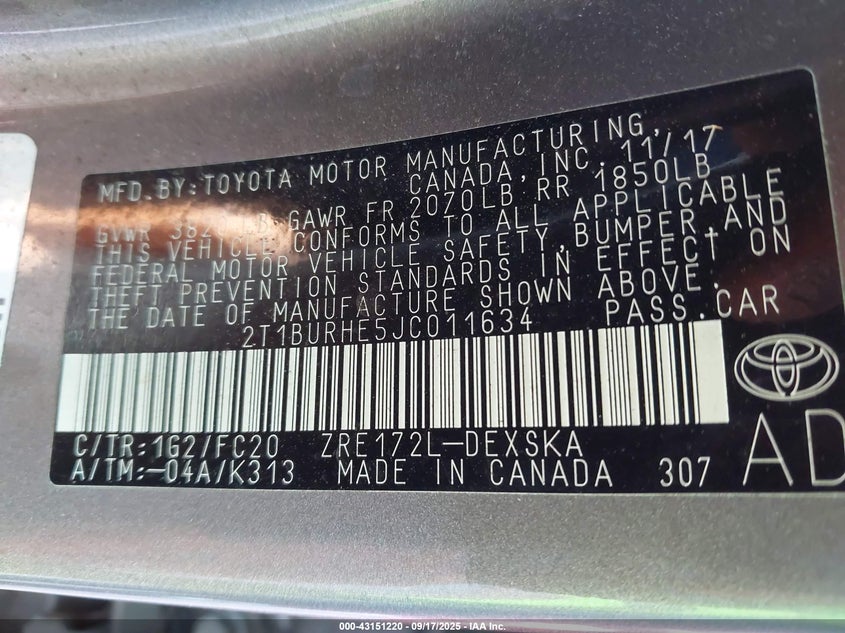 MFD.BY:TOYOTA MOTOR MANUFACTURING,
CANADA,INC. 11/17
GVWR GAWR FR 2070LB RR 1850LB
THIS VEHICLE CONFORMS TO ALL APPLICABLE
FEDERAL MOTOR VEHICLE SAFETY,BUMPER,AND
THEFT PREVENTION STANDARDS IN EFFECT ON
THE DATE OF MANUFACTURE SHOWN ABOVE.
2T1BURHE5JC011634 PASS.CAR
C/TR:1G2/FC20 ZRE172L-DEXSKA
A/TM:-04A/K313 MADE IN CANADA 307
AD
000-43151220 - 09/17/2025 - IAA Inc.